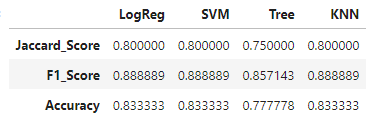 LogReg SVM Tree KNN
Jaccard_Score 0.800000 0.800000 0.750000 0.800000
F1_Score 0.888889 0.888889 0.857143 0.888889
Accuracy 0.833333 0.833333 0.777778 0.833333